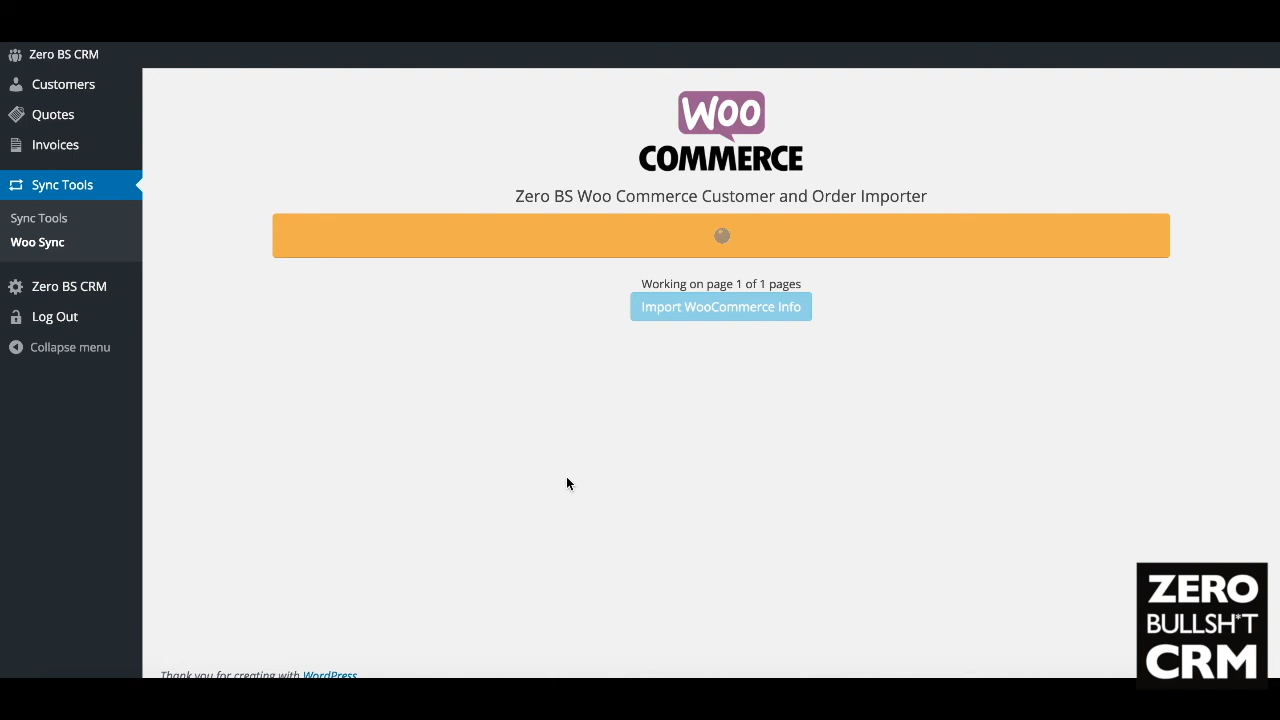 Zero BS CRM
Customers
Quotes
Invoices
Sync Tools
Sync Tools
Woo Sync
Zero BS CRM
Log Out
Collapse menu
WOO
COMMERCE
Zero BS Woo Commerce Customer and Order Importer
Working on page 1 of 1 pages
Import WooCommerce Info
Thank you for creating with WordPress
ZERO
BULLSH*T
CRM